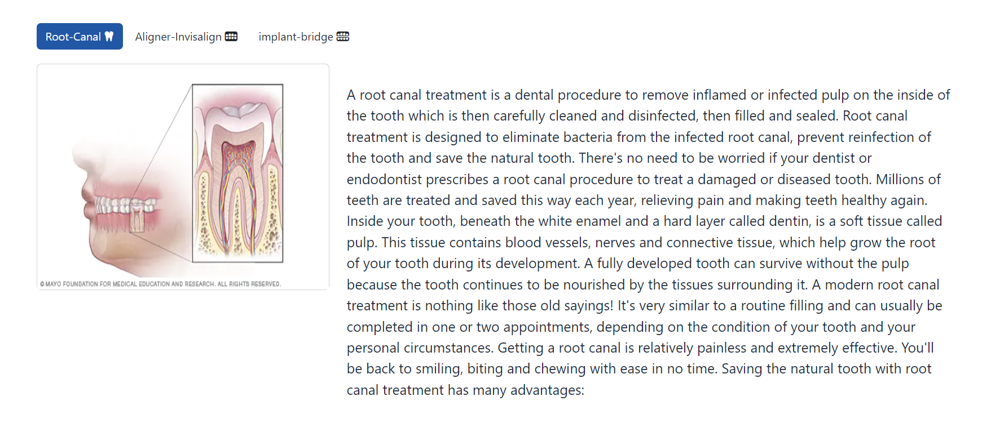 Root-Canal
Aligner-Invisalign
implant-bridge
© MAYO FOUNDATION FOR MEDICAL EDUCATION AND RESEARCH. ALL RIGHTS RESERVED.
A root canal treatment is a dental procedure to remove inflamed or infected pulp on the inside of
the tooth which is then carefully cleaned and disinfected, then filled and sealed. Root canal
treatment is designed to eliminate bacteria from the infected root canal, prevent reinfection of
the tooth and save the natural tooth. There's no need to be worried if your dentist or
endodontist prescribes a root canal procedure to treat a damaged or diseased tooth. Millions of
teeth are treated and saved this way each year, relieving pain and making teeth healthy again.
Inside your tooth, beneath the white enamel and a hard layer called dentin, is a soft tissue called
pulp. This tissue contains blood vessels, nerves and connective tissue, which help grow the root
of your tooth during its development. A fully developed tooth can survive without the pulp
because the tooth continues to be nourished by the tissues surrounding it. A modern root canal
treatment is nothing like those old sayings! It's very similar to a routine filling and can usually be
completed in one or two appointments, depending on the condition of your tooth and your
personal circumstances. Getting a root canal is relatively painless and extremely effective. You'll
be back to smiling, biting and chewing with ease in no time. Saving the natural tooth with root
canal treatment has many advantages: